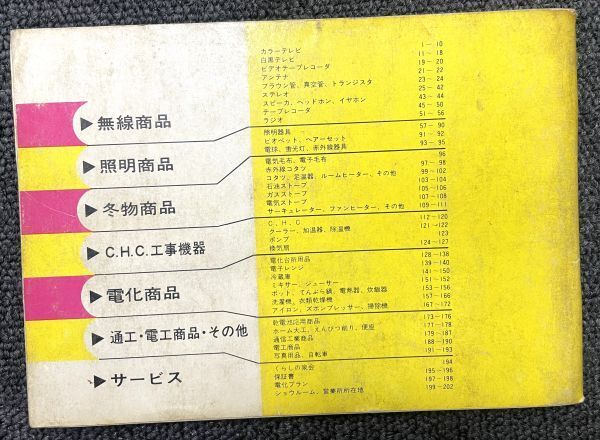 ▶無線商品
カラーテレビ 1－10
白黒テレビ 11－18
ビデオテープレコーダ 19－20
アンテナ 21－22
ブラウン管、真空管、トランジスタ 23－24
ステレオ 25－42
スピーカ、ヘッドホン、イヤホン 43－44
テープレコーダ 45－50
ラジオ 51－56
▶照明商品
照明器具 57－90
ビオペット、ヘアーセット 91－92
電球、蛍光灯、赤外線器具 93－95
▶冬物商品
電気毛布、電子毛布 96
赤外線コタツ 97－98
コタツ、足温器、ルームヒーター、その他 99－102
石油ストーブ 103－104
ガスストーブ 105－106
電気ストーブ 107－108
サーキュレーター、ファンヒーター、その他 109－111
▶C.H.C.工事機器
C．H．C 112－120
クーラー、加湿器、除湿機 121－122
ポンプ 123
換気扇 124－127
▶電化商品
電化台所用品 128－138
電子レンジ 139－140
冷蔵庫 141－150
ミキサー、ジューサー 151－152
ポット、てんぷら鍋、電熱器、炊飯器 153－156
洗濯機、衣類乾燥機 157－166
アイロン、ズボンプレッサー、掃除機 167－172
▶通工・電工商品・その他
乾電池応用商品 173－176
ホーム大工、えんぴつ削り、便座 177－178
通信工業商品 179－187
電工商品 188－190
写真用品、自転車 191－193
▶サービス
くらしの泉会 194
保証書 195－196
電化プラン 197－198
ショウルーム、営業所所在地 199－202